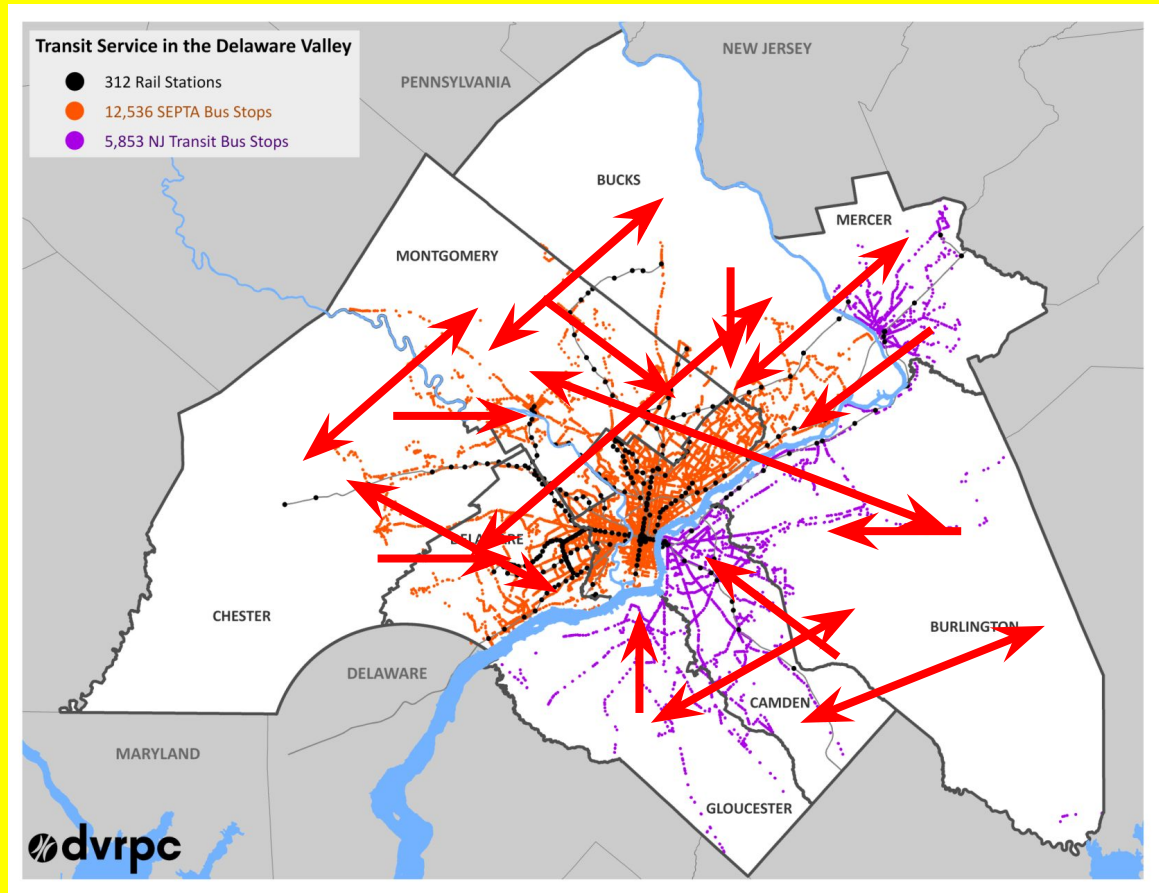 Transit Service in the Delaware Valley
312 Rail Stations
12,536 SEPTA Bus Stops
5,853 NJ Transit Bus Stops
NEW JERSEY
PENNSYLVANIA
BUCKS
MERCER
MONTGOMERY
DELAWARE
CHESTER
BURLINGTON
DELAWARE
CAMDEN
MARYLAND
GLOUCESTER
dvrpc